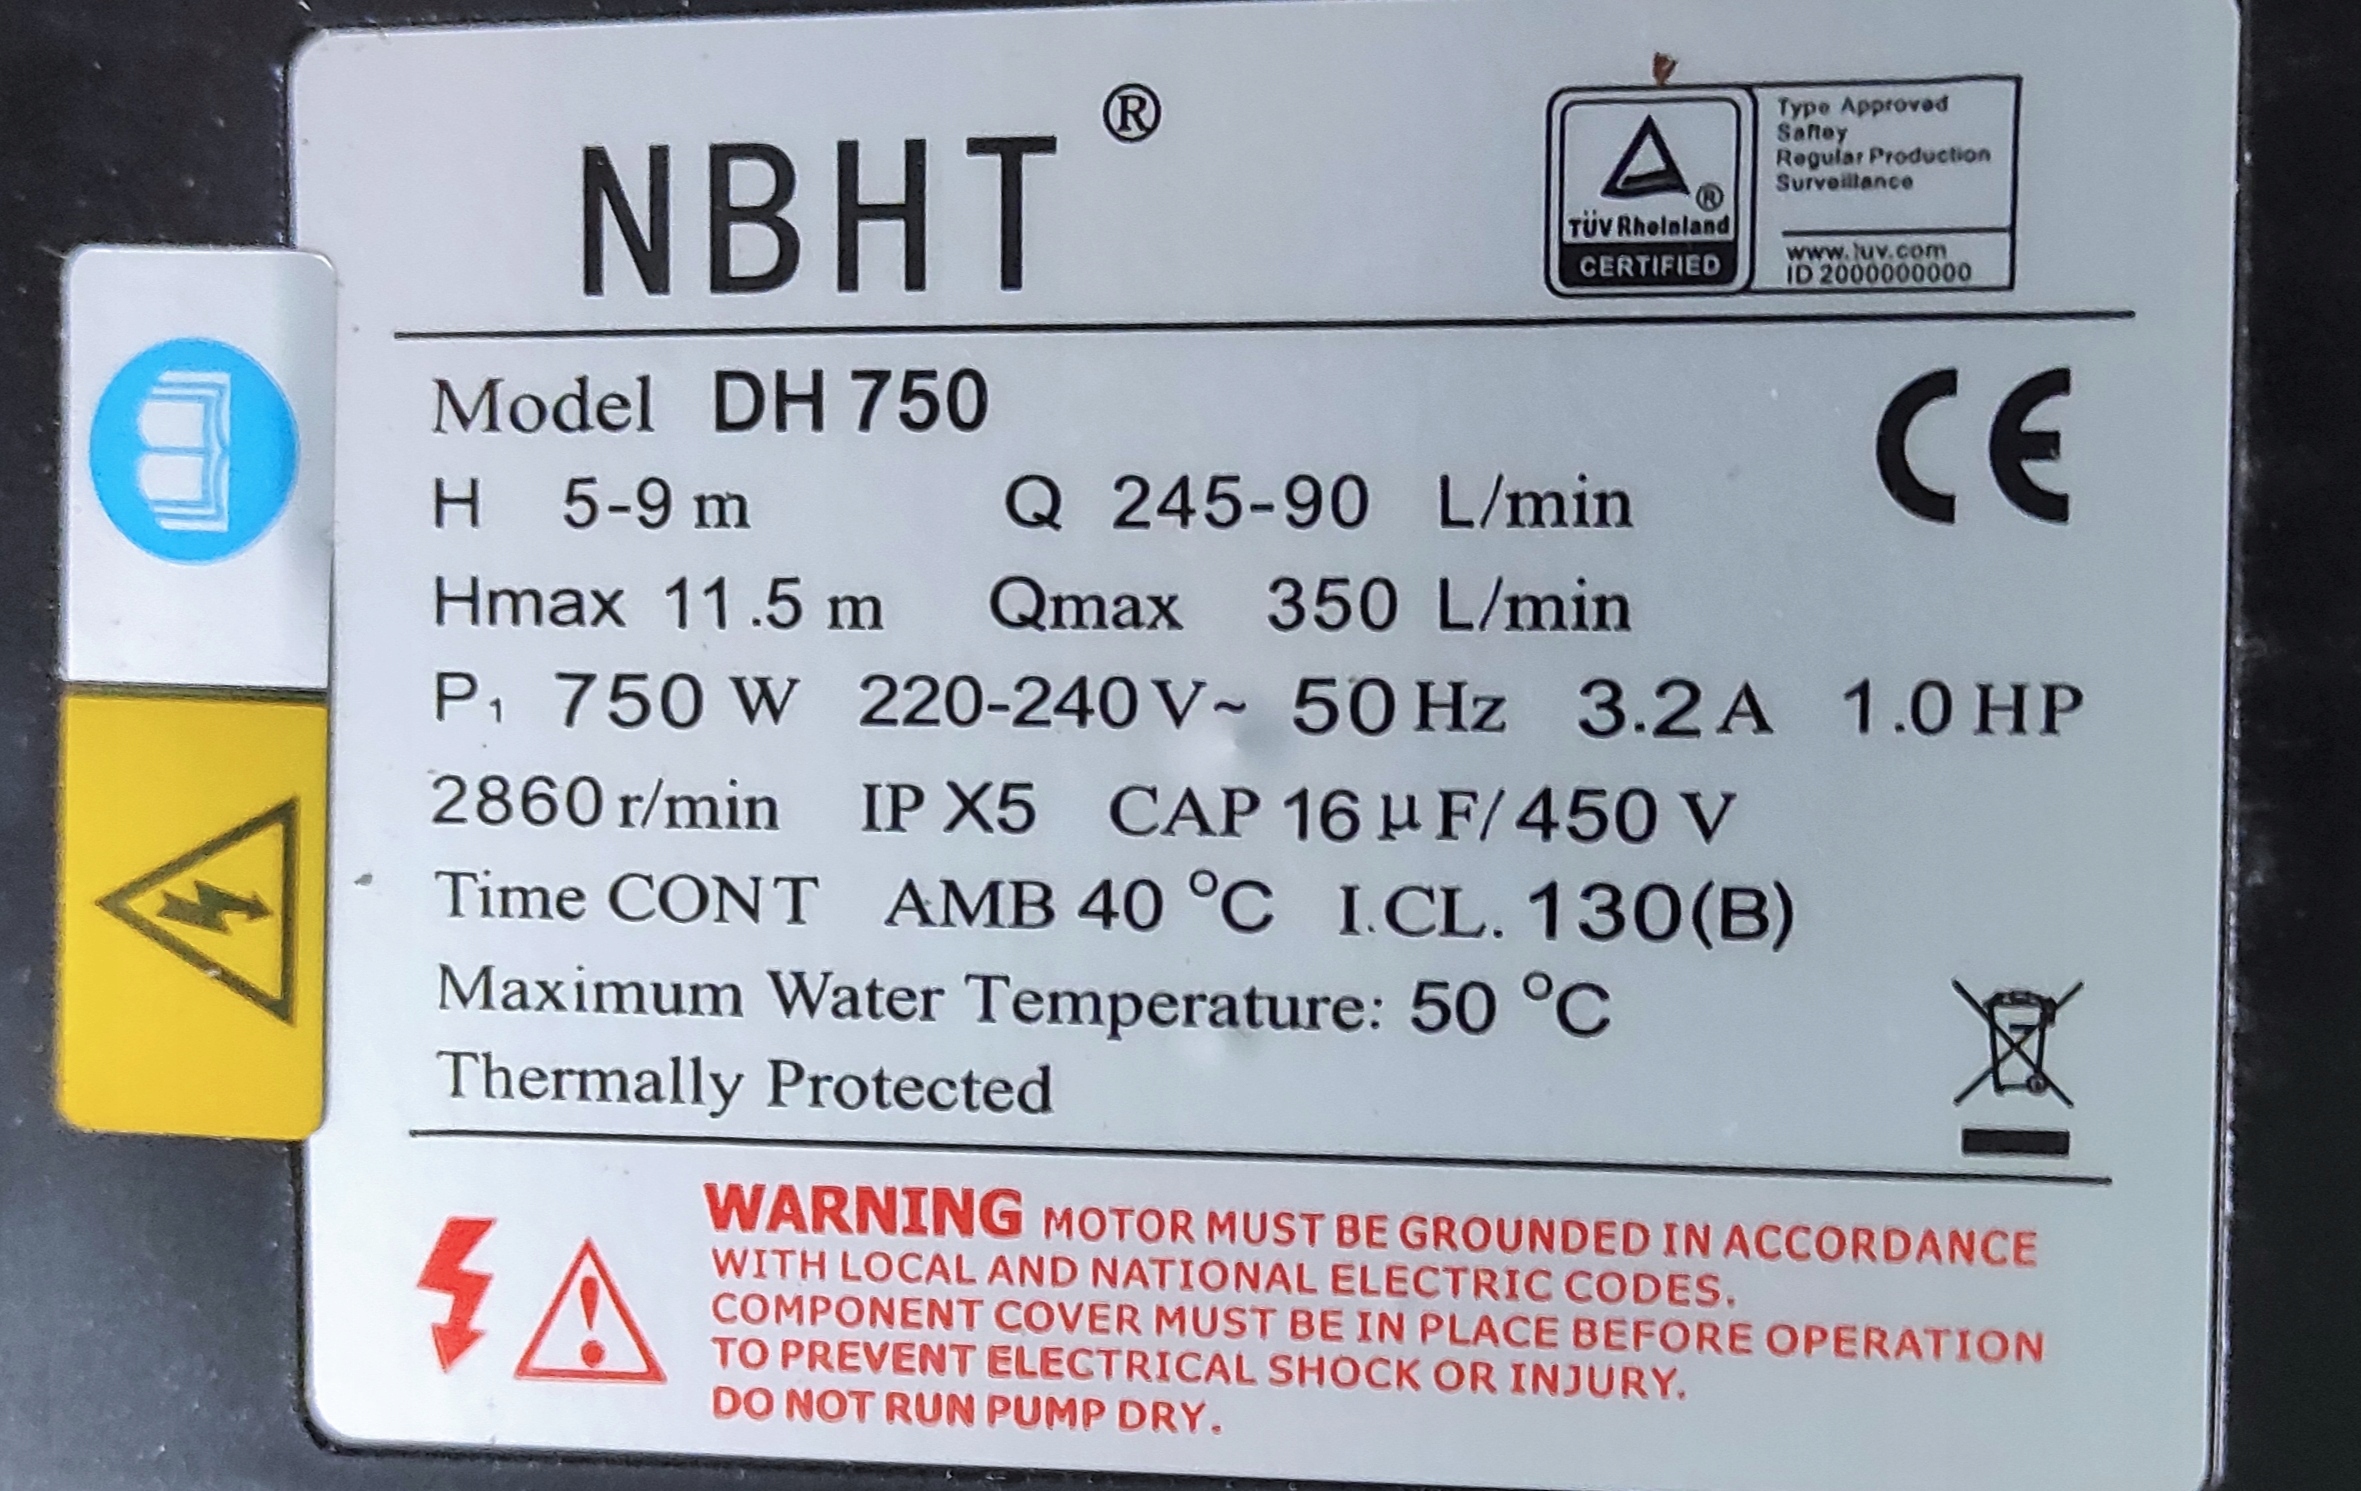 NBHT®
TÜV Rheinland®
CERTIFIED
Type Approved
Saftey
Regular Production
Surveillance
www.tuv.com
ID 2000000000
Model DH 750
CE
H 5-9 m Q 245-90 L/min
Hmax 11.5 m Qmax 350 L/min
P₁ 750 W 220-240 V~ 50 Hz 3.2 A 1.0 HP
2860 r/min IP X5 CAP 16 µF/ 450 V
Time CONT AMB 40 °C I.CL. 130(B)
Maximum Water Temperature: 50 °C
Thermally Protected
WARNING MOTOR MUST BE GROUNDED IN ACCORDANCE
WITH LOCAL AND NATIONAL ELECTRIC CODES.
COMPONENT COVER MUST BE IN PLACE BEFORE OPERATION
TO PREVENT ELECTRICAL SHOCK OR INJURY.
DO NOT RUN PUMP DRY.